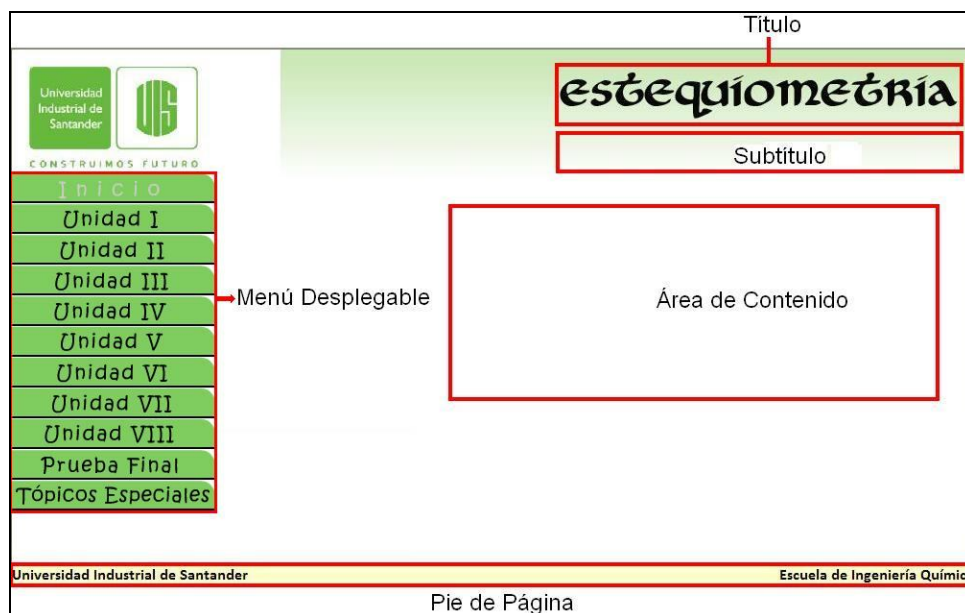 Título
Universidad
Industrial de
Santander
UIS
CONSTRUIMOS FUTURO
estequiometría
Subtítulo
Inicio
Unidad I
Unidad II
Unidad III
Unidad IV
Unidad V
Unidad VI
Unidad VII
Unidad VIII
Prueba Final
Tópicos Especiales
Menú Desplegable
Área de Contenido
Universidad Industrial de Santander
Escuela de Ingeniería Químic
Pie de Página